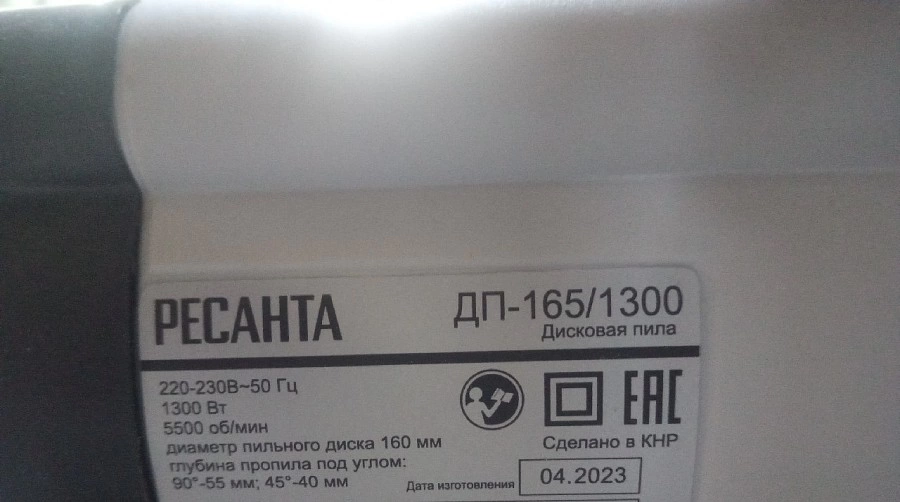 РЕСАНТА
ДП-165/1300
Дисковая пила
220-230В~50 Гц
1300 Вт
5500 об/мин
диаметр пильного диска 160 мм
глубина пропила под углом:
90°-55 мм; 45°-40 мм
EAC
Сделано в КНР
Дата изготовления 04.2023